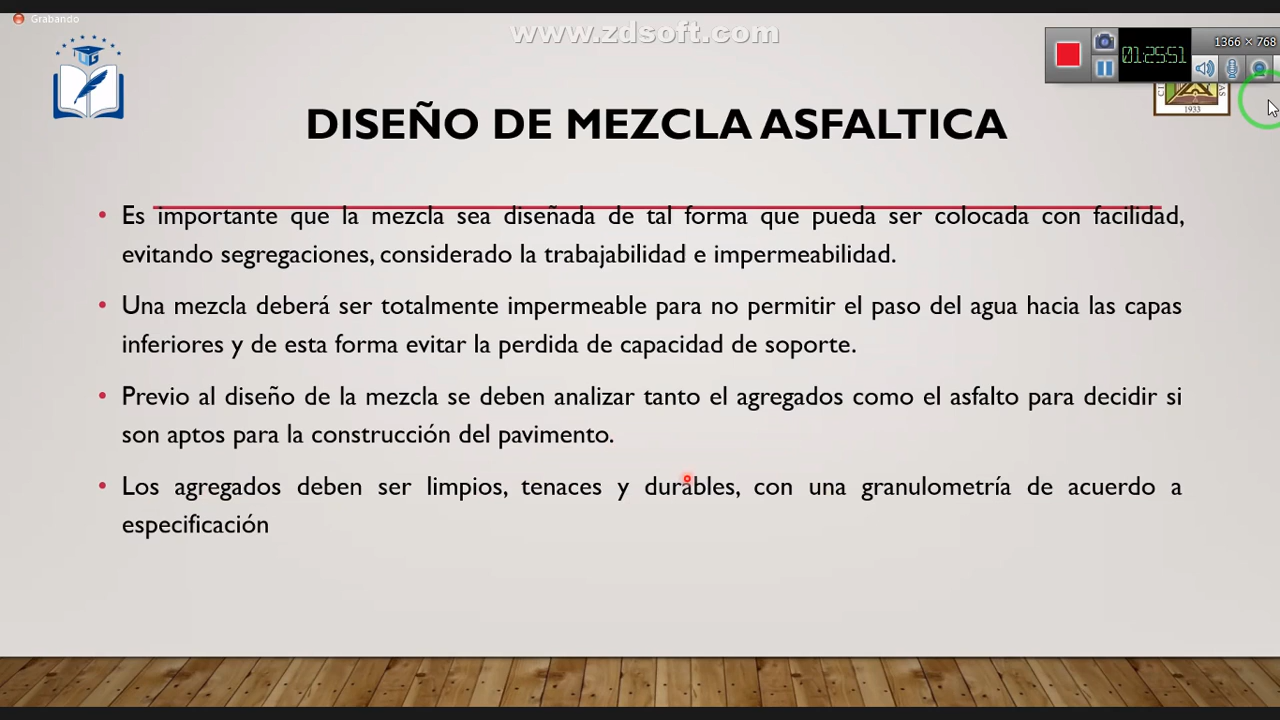 Grabando
www.zdsoft.com
01:25:51
1366 × 768
UG
1933
DISEÑO DE MEZCLA ASFALTICA
• Es importante que la mezcla sea diseñada de tal forma que pueda ser colocada con facilidad,
evitando segregaciones, considerado la trabajabilidad e impermeabilidad.
• Una mezcla deberá ser totalmente impermeable para no permitir el paso del agua hacia las capas
inferiores y de esta forma evitar la perdida de capacidad de soporte.
• Previo al diseño de la mezcla se deben analizar tanto el agregados como el asfalto para decidir si
son aptos para la construcción del pavimento.
• Los agregados deben ser limpios, tenaces y durables, con una granulometría de acuerdo a
especificación